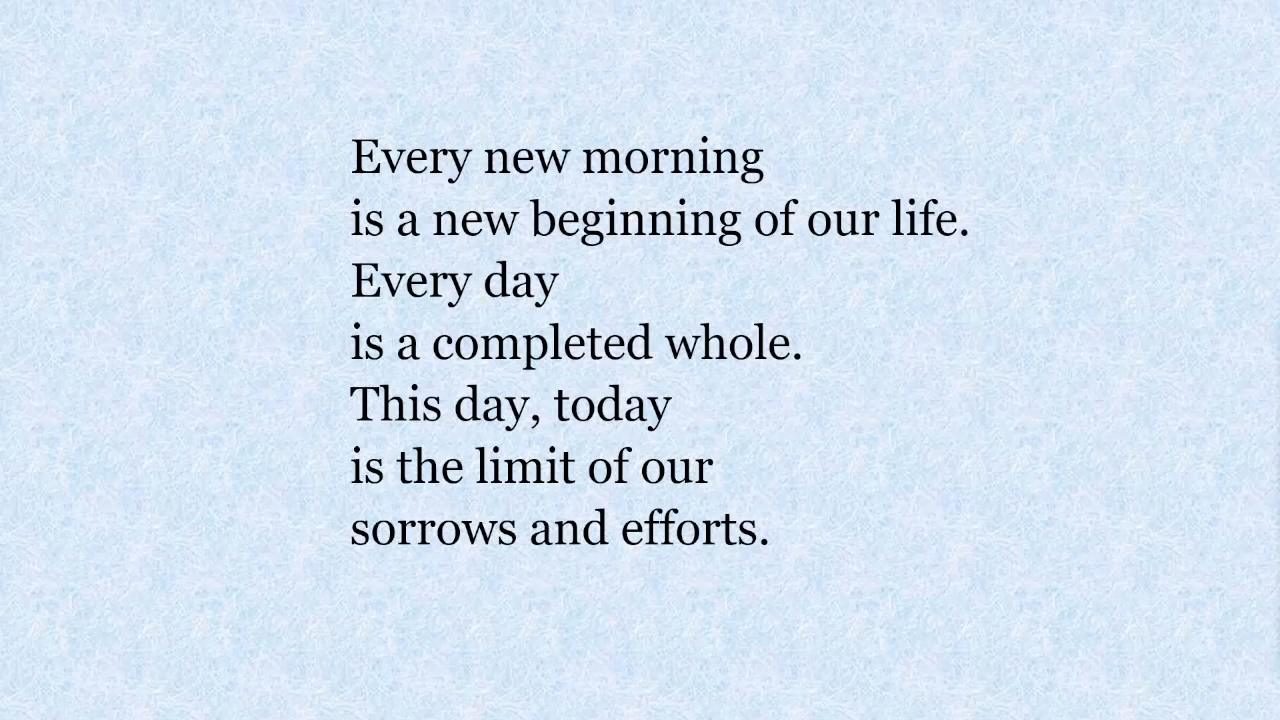 Every new morning
is a new beginning of our life.
Every day
is a completed whole.
This day, today
is the limit of our
sorrows and efforts.